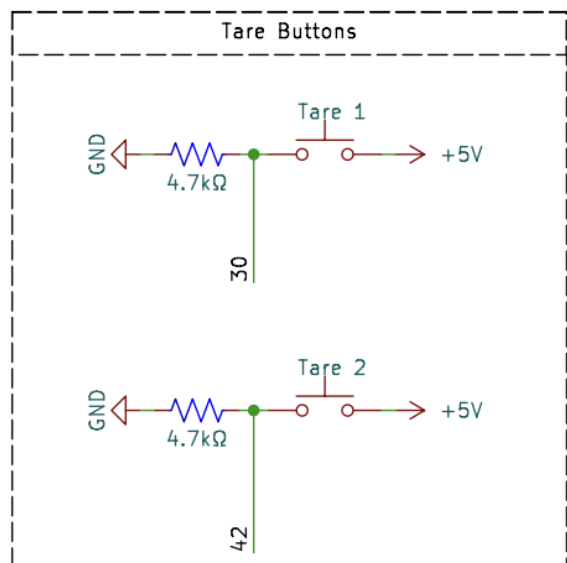 Tare Buttons
Tare 1
GND
+5V
4.7kΩ
30
Tare 2
GND
+5V
4.7kΩ
42